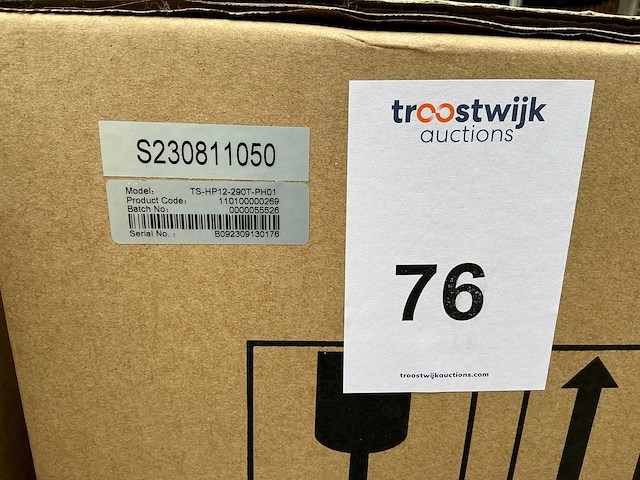 S230811050
Model: TS-HP12-290T-PH01
Product Code: 110100000269
Batch No: 0000055526
Serial No. : B092309130176
troostwijk
auctions
76
troostwijkauctions.com